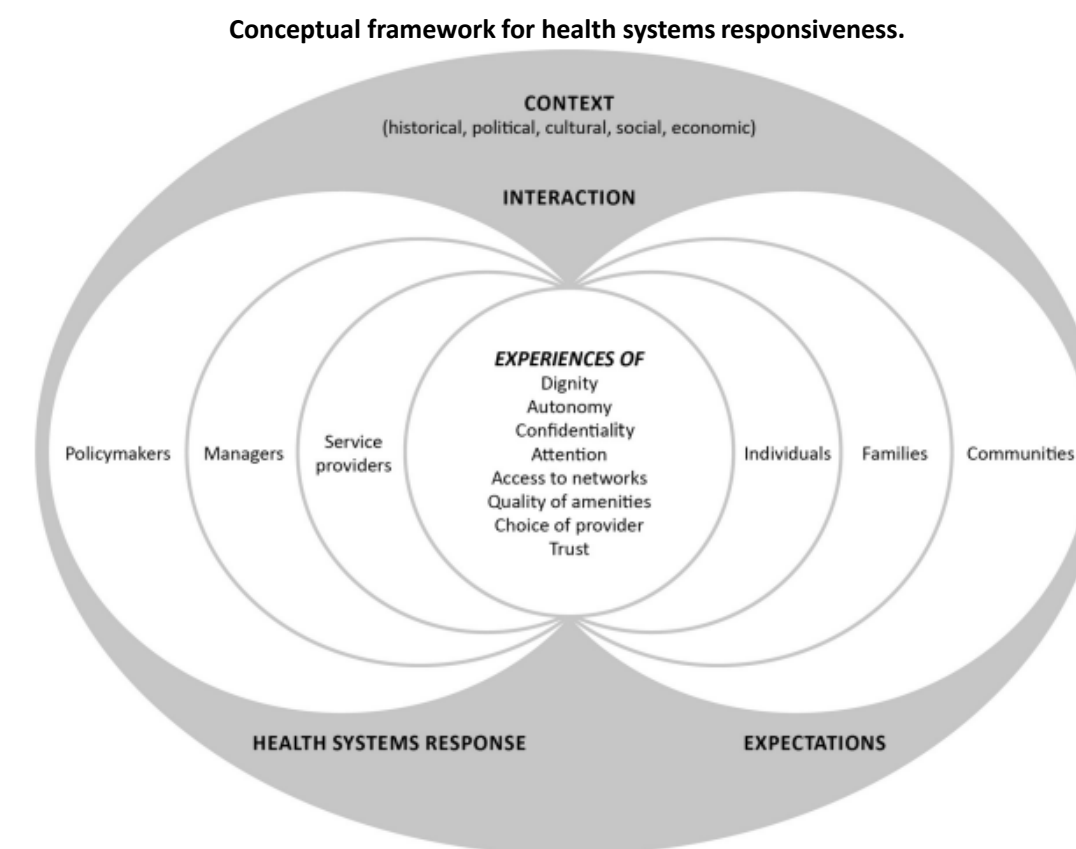 Conceptual framework for health systems responsiveness.
CONTEXT
(historical, political, cultural, social, economic)
INTERACTION
EXPERIENCES OF
Dignity
Autonomy
Confidentiality
Attention
Access to networks
Quality of amenities
Choice of provider
Trust
Policymakers
Managers
Service
providers
Individuals
Families
Communities
HEALTH SYSTEMS RESPONSE
EXPECTATIONS